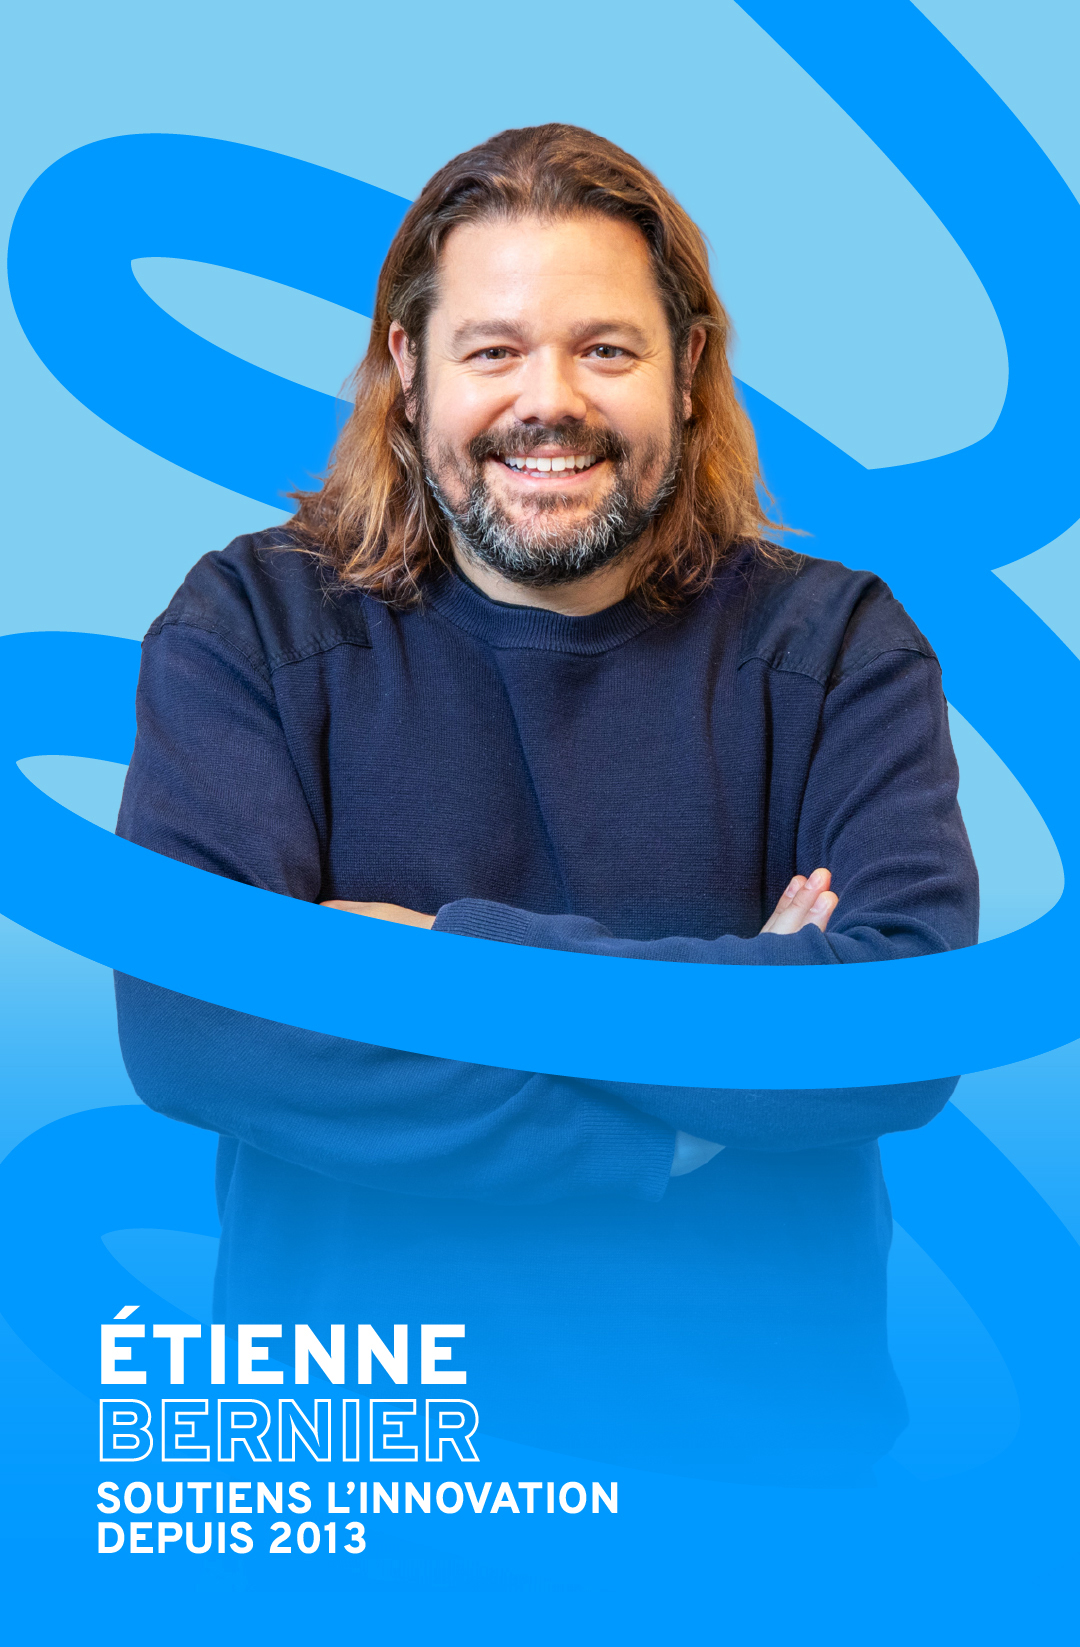 ÉTIENNE
BERNIER
SOUTIENS L’INNOVATION
DEPUIS 2013